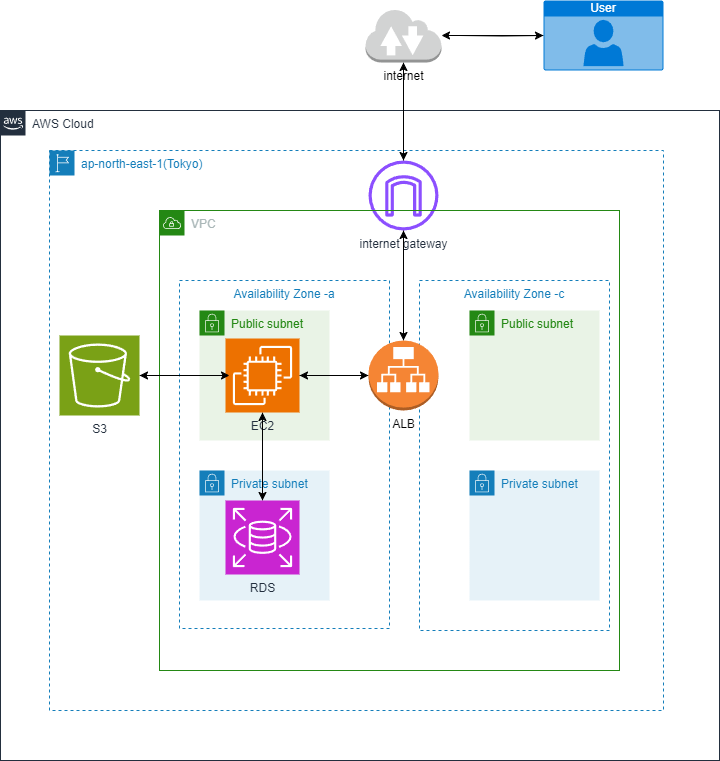 User
internet
aws
AWS Cloud
ap-north-east-1(Tokyo)
VPC
internet gateway
Availability Zone -a
Availability Zone -c
Public subnet
Public subnet
S3
EC2
ALB
Private subnet
Private subnet
RDS